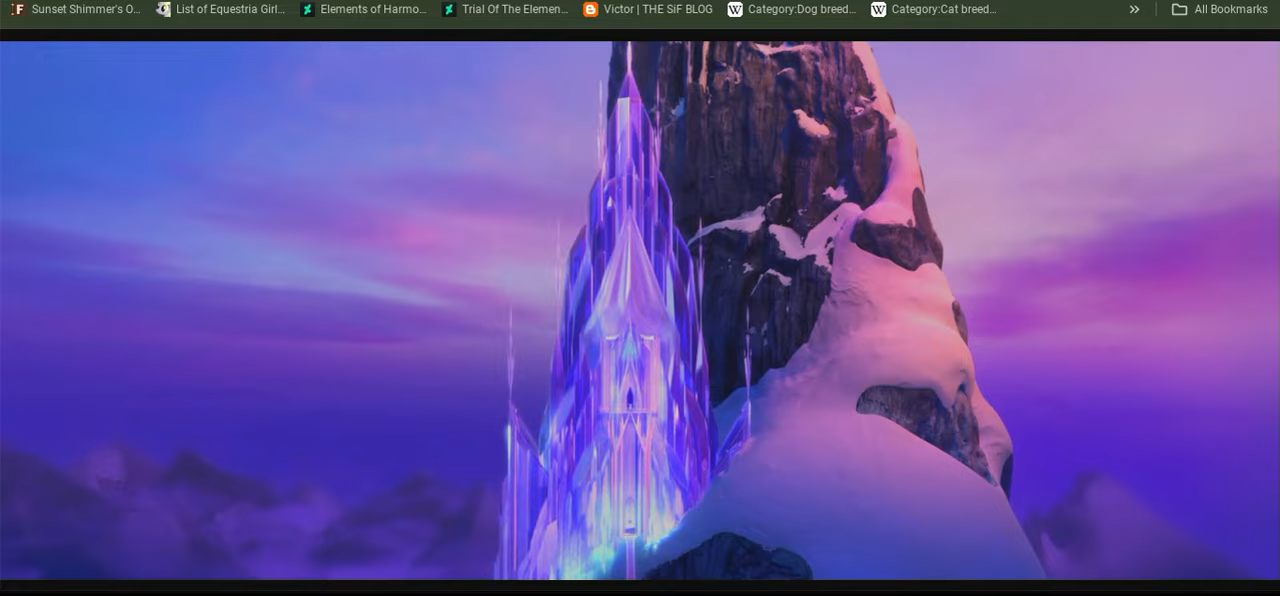 Sunset Shimmer's O... List of Equestria Girl... Elements of Harmo... Trial Of The Elemen... Victor | THE SiF BLOG Category:Dog breed... Category:Cat breed... » All Bookmarks